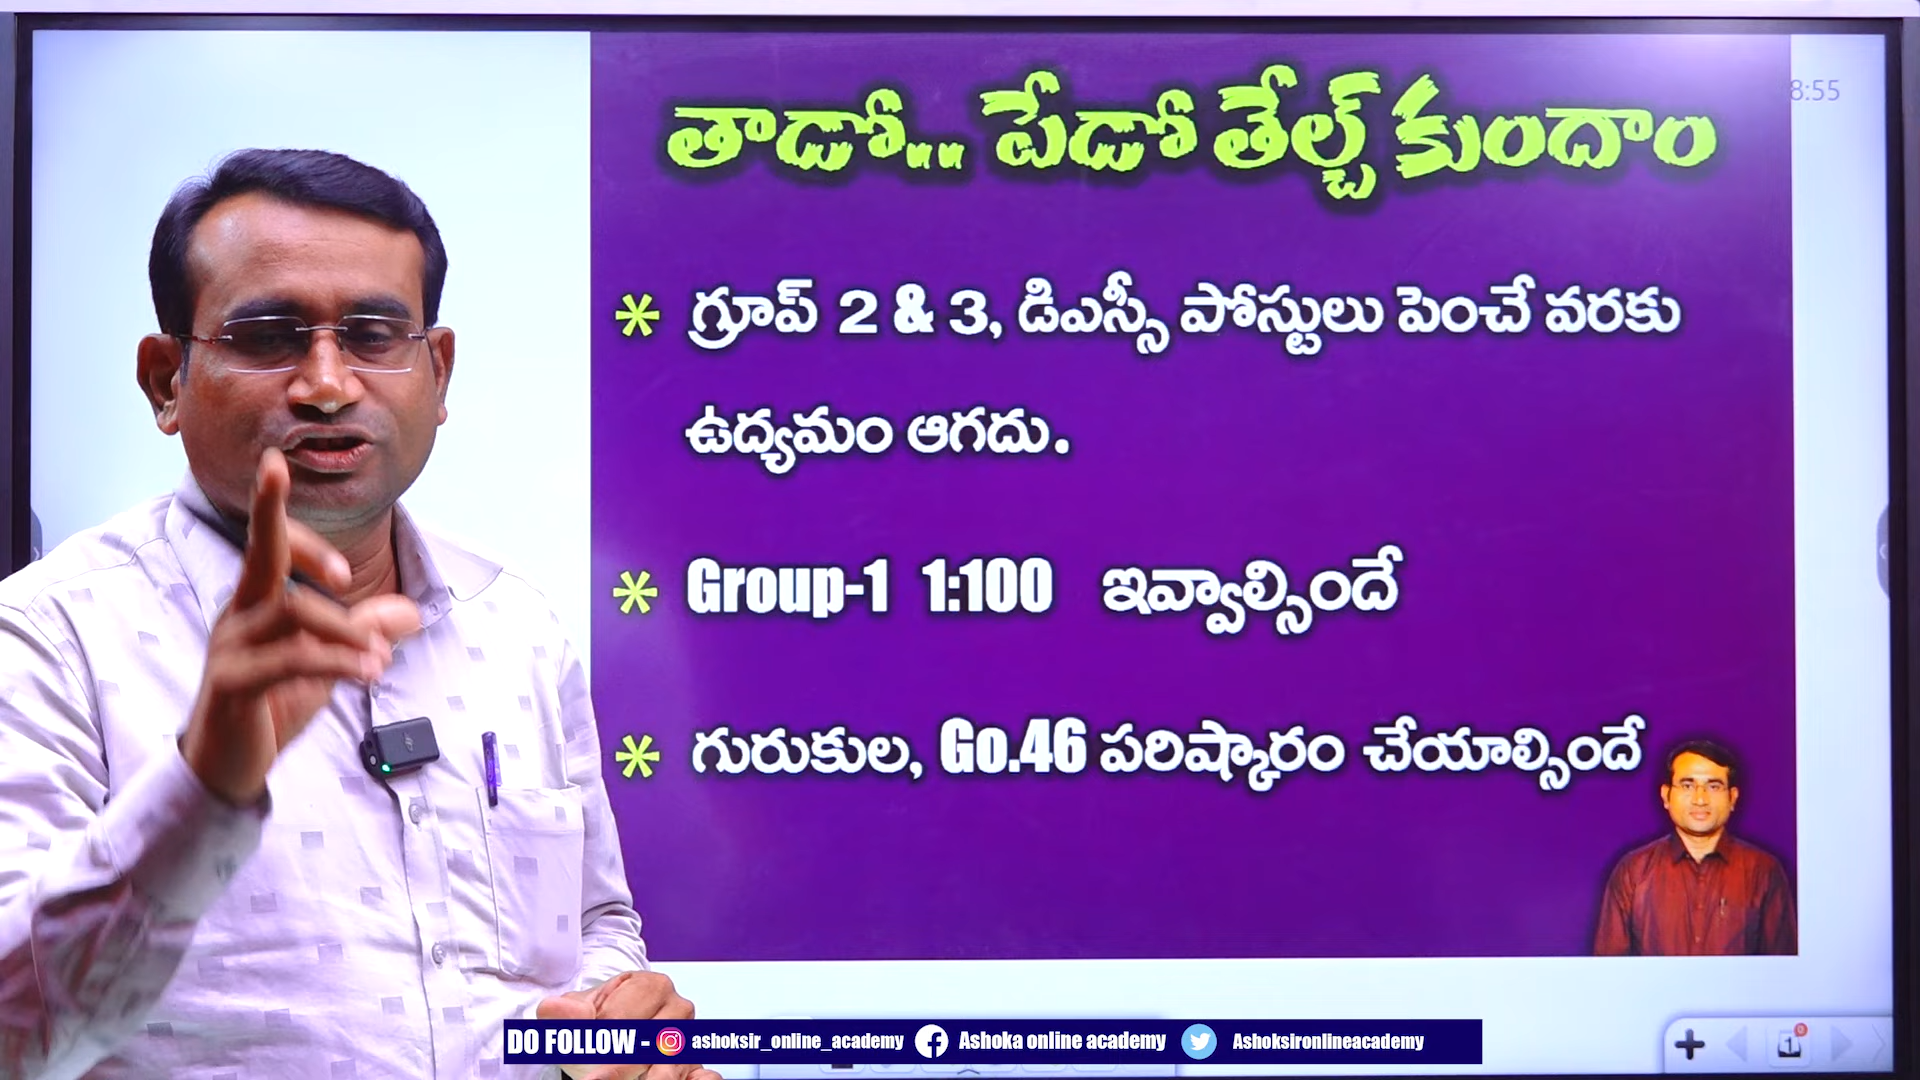 8:55
తాడో.. పేడో తేల్చ్ కుందాం
* గ్రూప్ 2 & 3, డిఎస్సీ పోస్టులు పెంచే వరకు
ఉద్యమం ఆగదు.
* Group-1 1:100 ఇవ్వాల్సిందే
* గురుకుల, Go.46 పరిష్కారం చేయాల్సిందే
DO FOLLOW - ashoksir_online_academy Ashoka online academy Ashoksironlineacademy
1